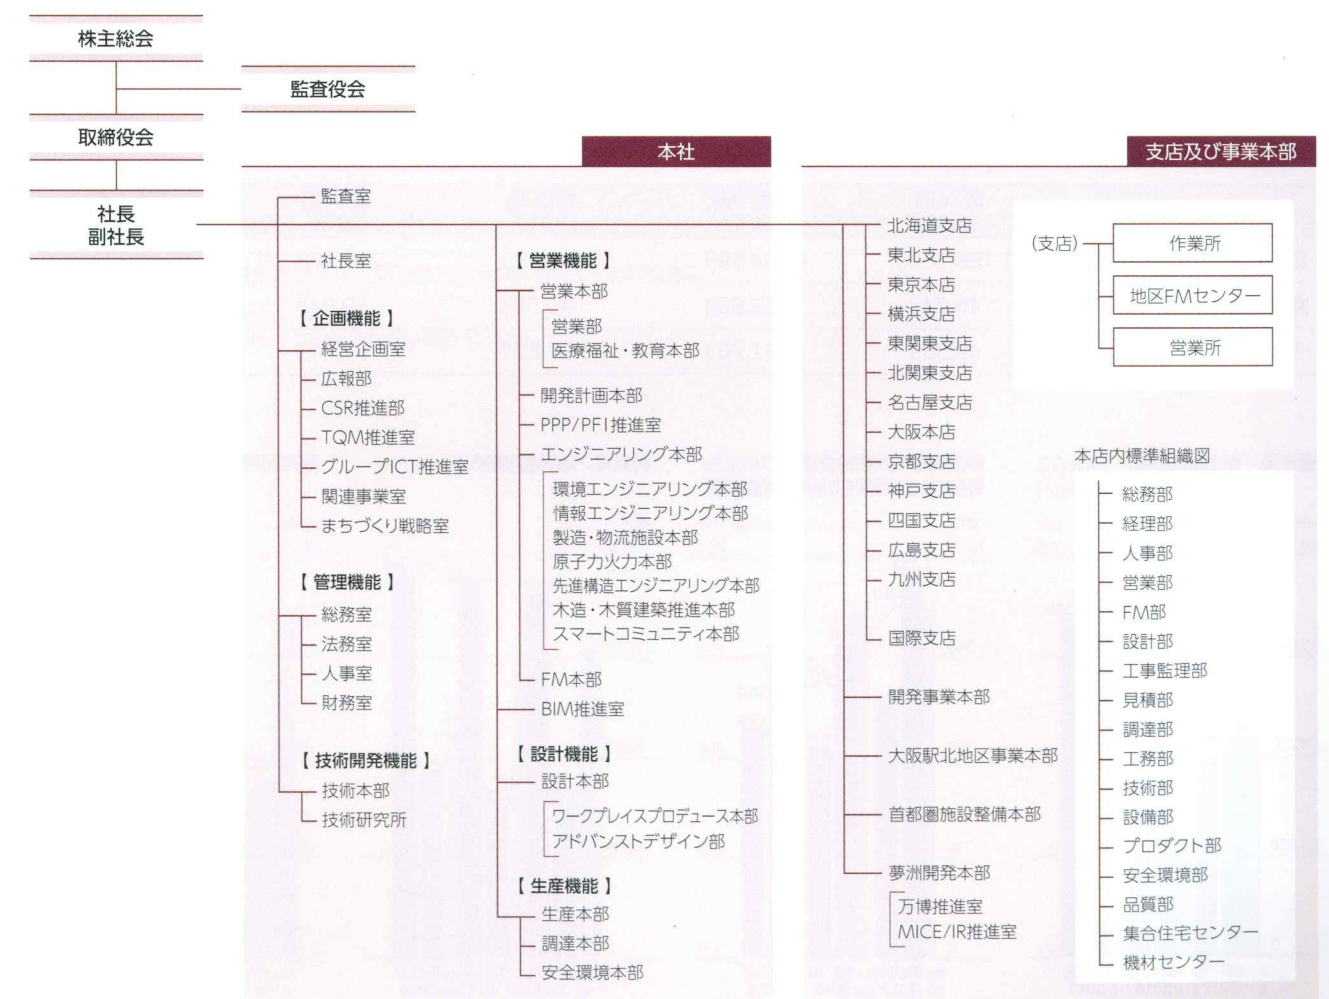 株主総会
監査役会
取締役会
社長
副社長
本社
監査室
社長室
【 企画機能 】
経営企画室
広報部
CSR推進部
TQM推進室
グループICT推進室
関連事業室
まちづくり戦略室
【 管理機能 】
総務室
法務室
人事室
財務室
【 技術開発機能 】
技術本部
技術研究所
【 営業機能 】
営業本部
営業部
医療福祉・教育本部
開発計画本部
PPP/PFI推進室
エンジニアリング本部
環境エンジニアリング本部
情報エンジニアリング本部
製造・物流施設本部
原子力火力本部
先進構造エンジニアリング本部
木造・木質建築推進本部
スマートコミュニティ本部
FM本部
BIM推進室
【 設計機能 】
設計本部
ワークプレイスプロデュース本部
アドバンストデザイン部
【 生産機能 】
生産本部
調達本部
安全環境本部
支店及び事業本部
北海道支店
東北支店
東京本店
横浜支店
東関東支店
北関東支店
名古屋支店
大阪本店
京都支店
神戸支店
四国支店
広島支店
九州支店
国際支店
開発事業本部
大阪駅北地区事業本部
首都圏施設整備本部
夢洲開発本部
万博推進室
MICE/IR推進室
(支店)
作業所
地区FMセンター
営業所
本店内標準組織図
総務部
経理部
人事部
営業部
FM部
設計部
工事監理部
見積部
調達部
工務部
技術部
設備部
プロダクト部
安全環境部
品質部
集合住宅センター
機材センター